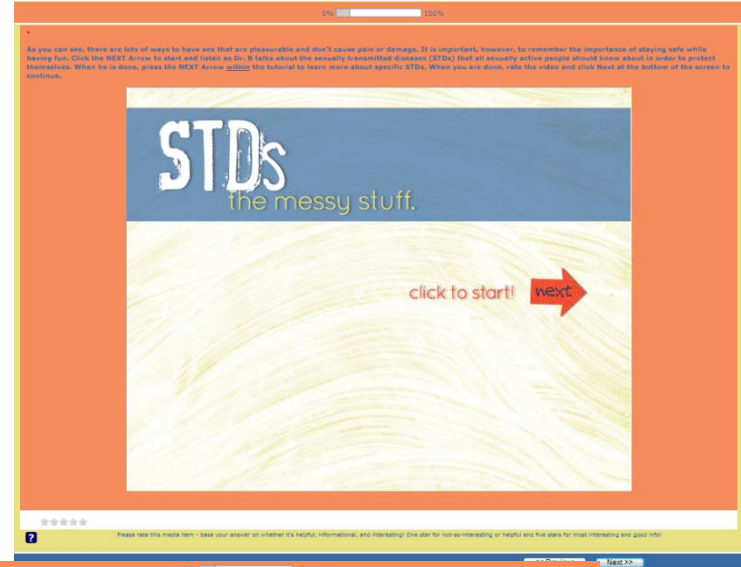 0% 100%
*
As you can see, there are lots of ways to have sex that are pleasurable and don't cause pain or damage. It is important, however, to remember the importance of staying safe while
having fun. Click the NEXT Arrow to start and listen as Dr. B talks about the sexually transmitted diseases (STDs) that all sexually active people should know about in order to protect
themselves. When he is done, press the NEXT Arrow within the tutorial to learn more about specific STDs. When you are done, rate the video and click Next at the bottom of the screen to
continue.
STDs
the messy stuff.
click to start! next
? Please rate this media item - base your answer on whether it's helpful, informational, and interesting! One star for not-so-interesting or helpful and five stars for most interesting and good info!
Next >>